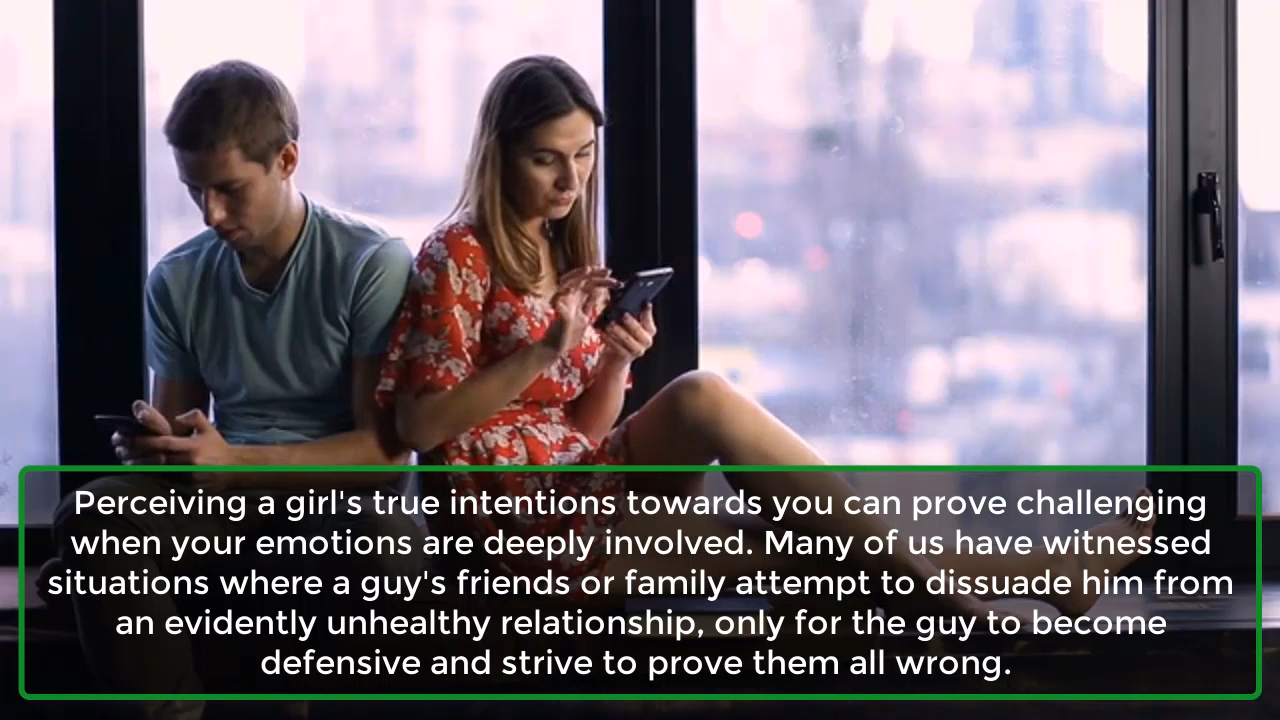 Perceiving a girl's true intentions towards you can prove challenging
when your emotions are deeply involved. Many of us have witnessed
situations where a guy's friends or family attempt to dissuade him from
an evidently unhealthy relationship, only for the guy to become
defensive and strive to prove them all wrong.